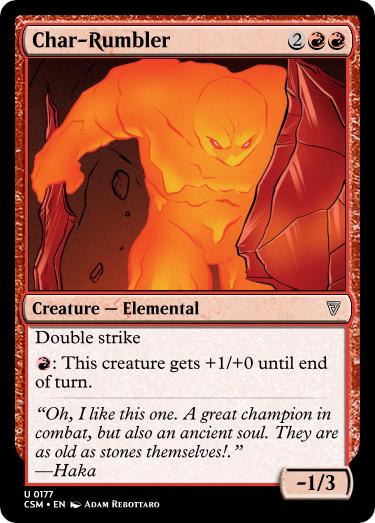 Char-Rumbler 2
Creature — Elemental
Double strike
: This creature gets +1/+0 until end
of turn.
“Oh, I like this one. A great champion in
combat, but also an ancient soul. They are
as old as stones themselves!.”
—Haka
-1/3
U 0177
CSM • EN Adam Rebottaro